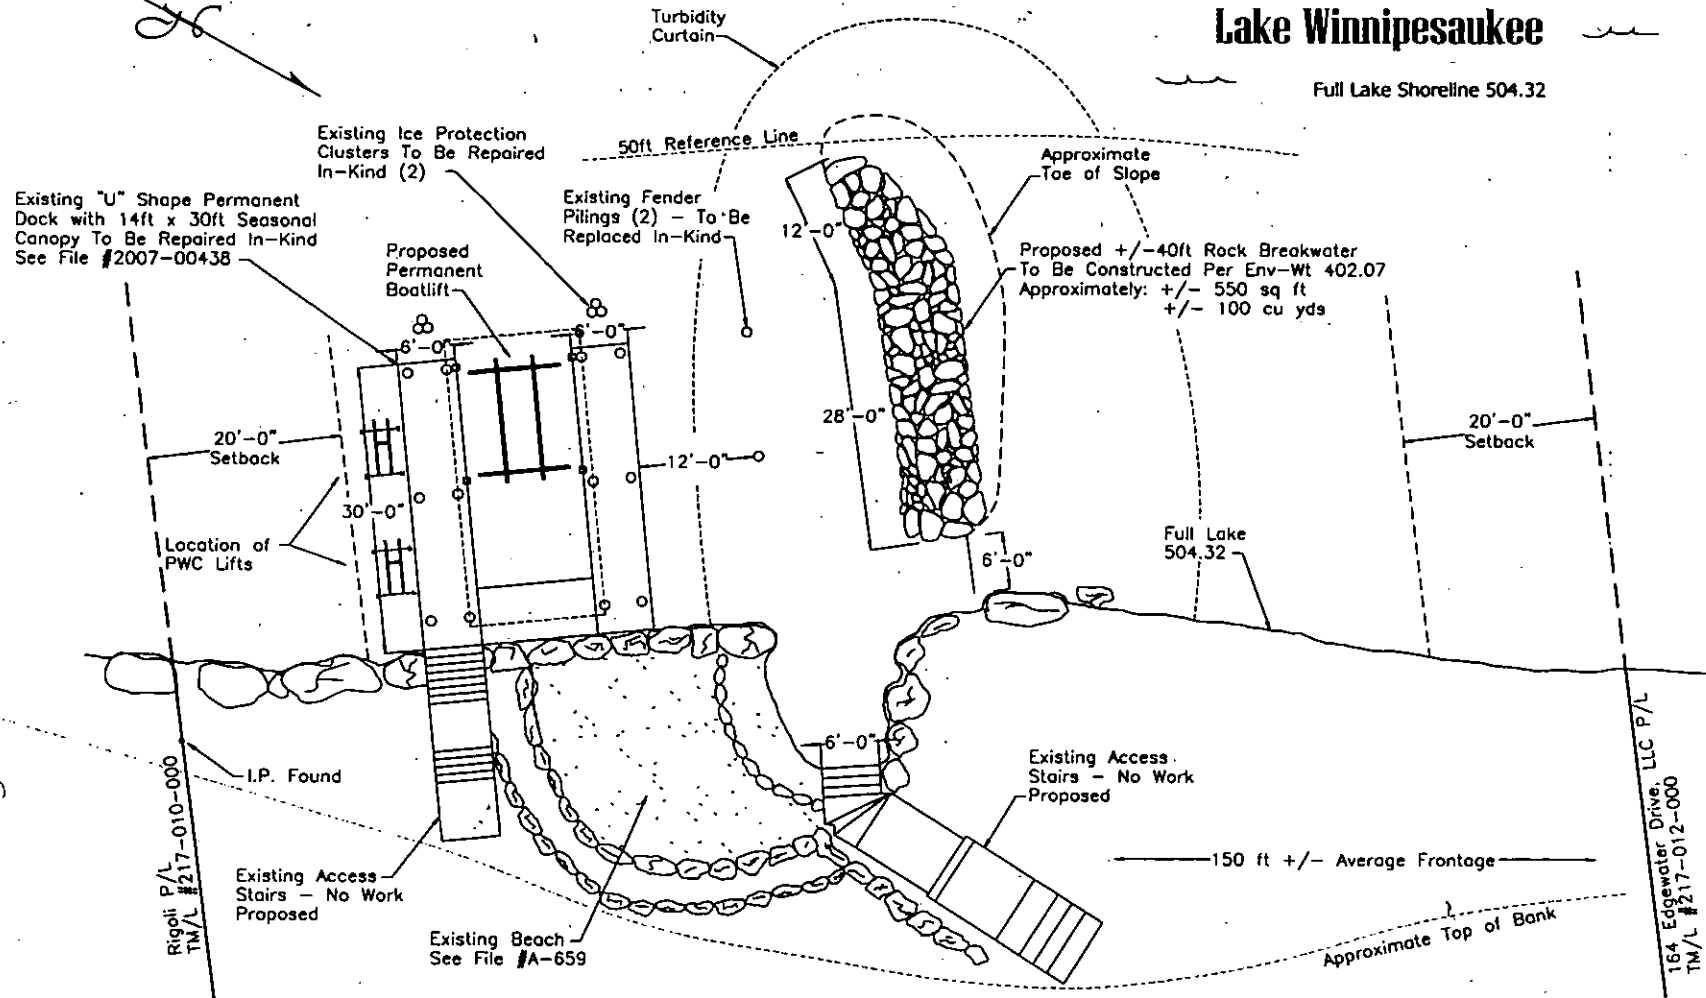 Lake Winnipesaukee
Full Lake Shoreline 504.32
Turbidity
Curtain
50ft Reference Line
Existing Ice Protection
Clusters To Be Repaired
In-Kind (2)
Existing "U" Shape Permanent
Dock with 14ft x 30ft Seasonal
Canopy To Be Repaired In-Kind
See File #2007-00438
Existing Fender
Pilings (2) - To Be
Replaced In-Kind
Proposed
Permanent
Boatlift
Approximate
Toe of Slope
Proposed +/-40ft Rock Breakwater
To Be Constructed Per Env-Wt 402.07
Approximately: +/- 550 sq ft
+/- 100 cu yds
12'-0"
28'-0"
6'-0"
6'-0"
20'-0"
Setback
12'-0"
30'-0"
20'-0"
Setback
Location of
PWC Lifts
6'-0"
Full Lake
504.32
I.P. Found
6'-0"
Existing Access
Stairs - No Work
Proposed
Existing Access
Stairs - No Work
Proposed
Existing Beach
See File #A-659
150 ft +/- Average Frontage
Approximate Top of Bank
Rigoli P/L
TM/L #217-010-000
164 Edgewater Drive, LLC P/L
TM/L #217-012-000